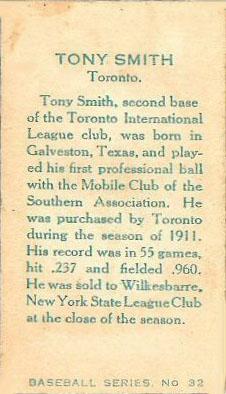 TONY SMITH
Toronto.
Tony Smith, second base
of the Toronto International
League club, was born in
Galveston, Texas, and play-
ed his first professional ball
with the Mobile Club of the
Southern Association. He
was purchased by Toronto
during the season of 1911.
His record was in 55 games,
hit .237 and fielded .960.
He was sold to Wilkesbarre,
New York State League Club
at the close of the season.
BASEBALL SERIES, No 32